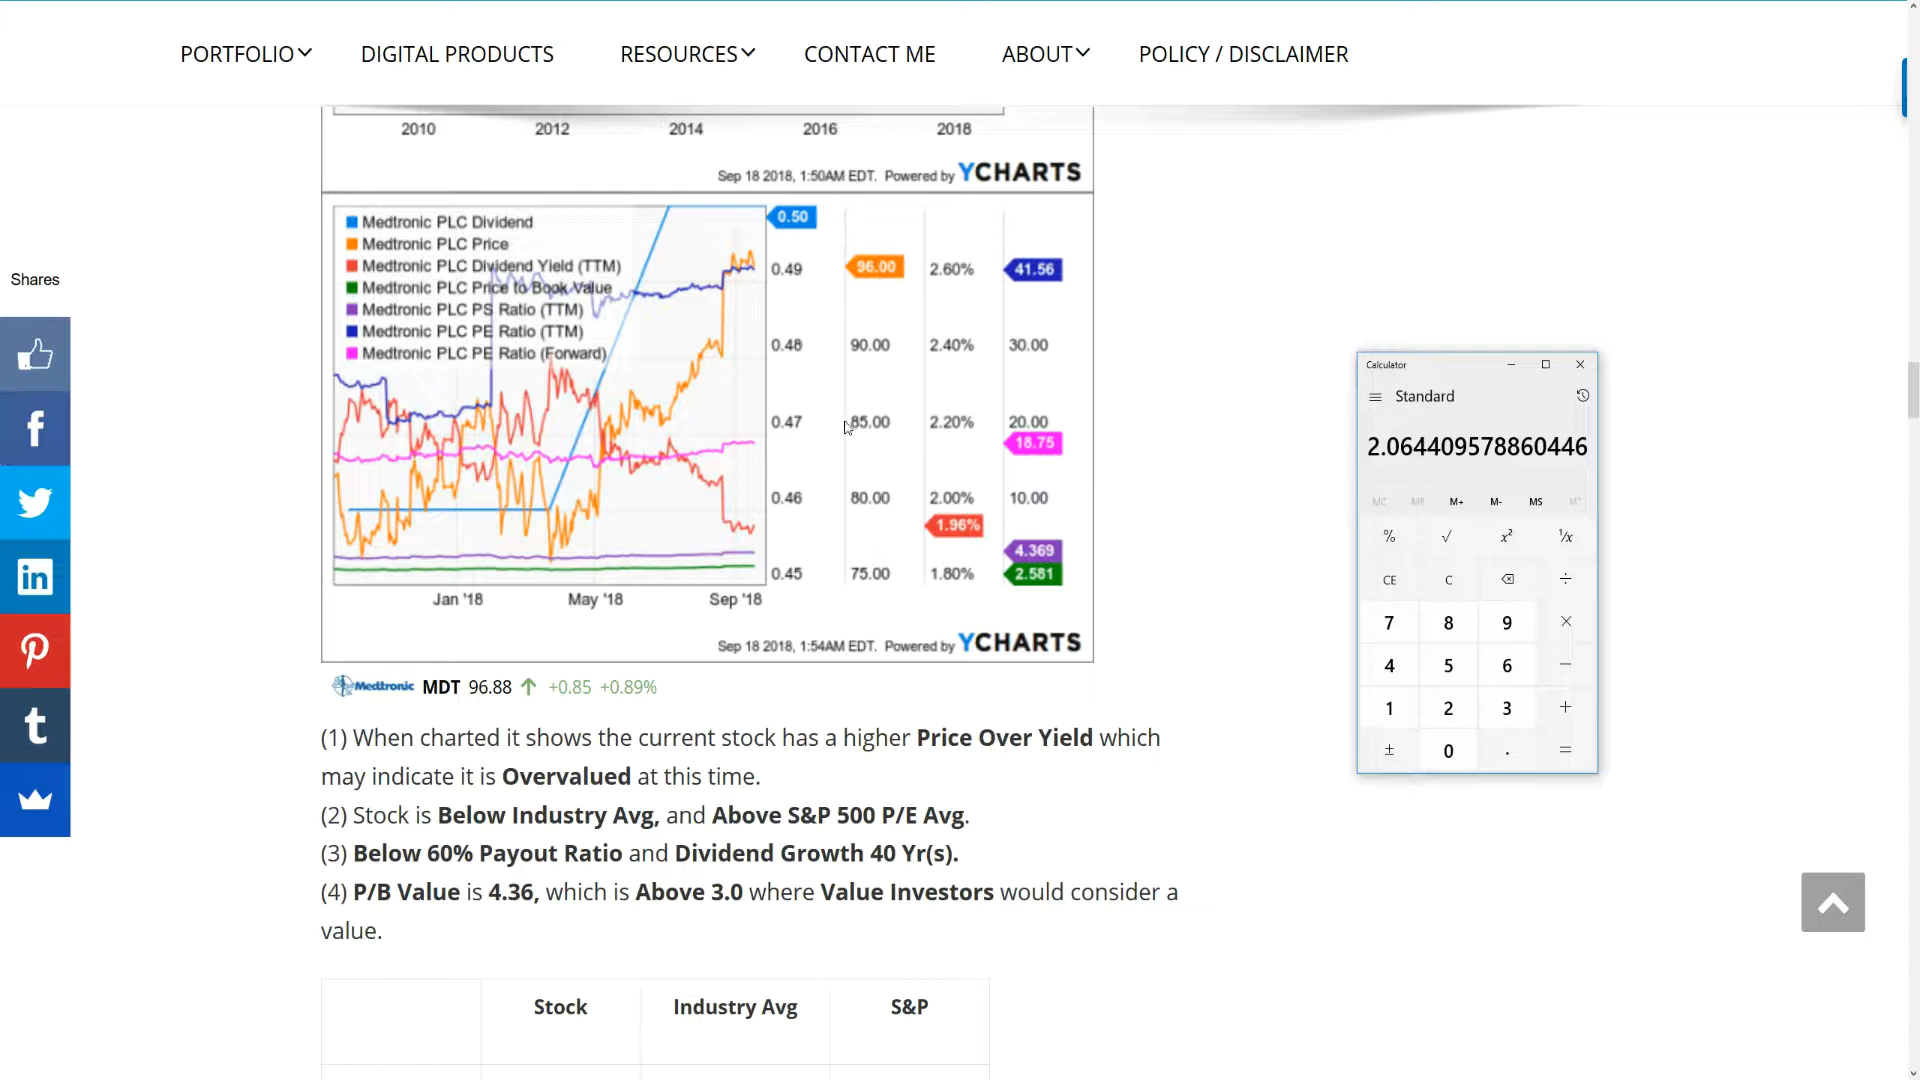 PORTFOLIO DIGITAL PRODUCTS RESOURCES CONTACT ME ABOUT POLICY / DISCLAIMER
2010 2012 2014 2016 2018
Sep 18 2018, 1:50AM EDT. Powered by YCHARTS
Medtronic PLC Dividend
Medtronic PLC Price
Medtronic PLC Dividend Yield (TTM)
Medtronic PLC Price to Book Value
Medtronic PLC PS Ratio (TTM)
Medtronic PLC PE Ratio (TTM)
Medtronic PLC PE Ratio (Forward)
0.50
0.49 96.00 2.60% 41.56
0.48 90.00 2.40% 30.00
0.47 85.00 2.20% 20.00
18.75
0.46 80.00 2.00% 10.00
1.96%
4.369
0.45 75.00 1.80% 2.581
Jan '18 May '18 Sep '18
Sep 18 2018, 1:54AM EDT. Powered by YCHARTS
Shares
f
in
t
Medtronic MDT 96.88 +0.85 +0.89%
(1) When charted it shows the current stock has a higher Price Over Yield which
may indicate it is Overvalued at this time.
(2) Stock is Below Industry Avg, and Above S&P 500 P/E Avg.
(3) Below 60% Payout Ratio and Dividend Growth 40 Yr(s).
(4) P/B Value is 4.36, which is Above 3.0 where Value Investors would consider a
value.
Stock Industry Avg S&P
Calculator
Standard
2.064409578860446
MC MR M+ M- MS M˅
% √ x² ¹/x
CE C ⌫ ÷
7 8 9 ×
4 5 6 −
1 2 3 +
± 0 . =